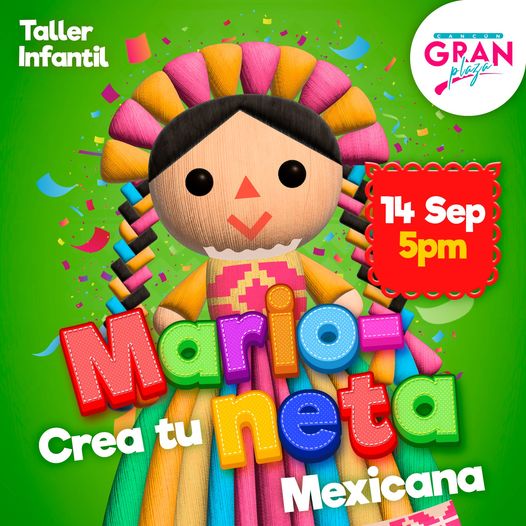 Taller
Infantil
CANCÚN
GRAN
plaza
14 Sep
5pm
Mario-
Crea tu neta
Mexicana